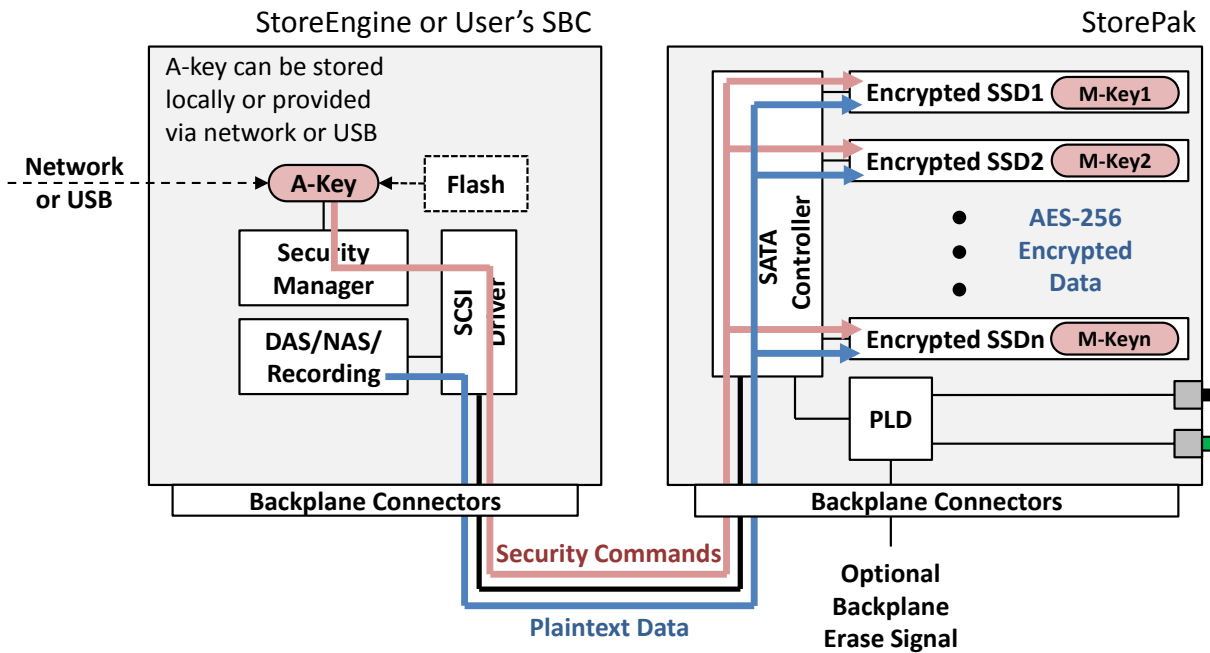 StoreEngine or User's SBC
A-key can be stored
locally or provided
via network or USB
Network
or USB
A-Key
Flash
Security
Manager
SCSI
Driver
DAS/NAS/
Recording
Backplane Connectors
StorePak
SATA
Controller
Encrypted SSD1
M-Key1
Encrypted SSD2
M-Key2
AES-256
Encrypted
Data
Encrypted SSDn
M-Keyn
PLD
Backplane Connectors
Security Commands
Plaintext Data
Optional
Backplane
Erase Signal